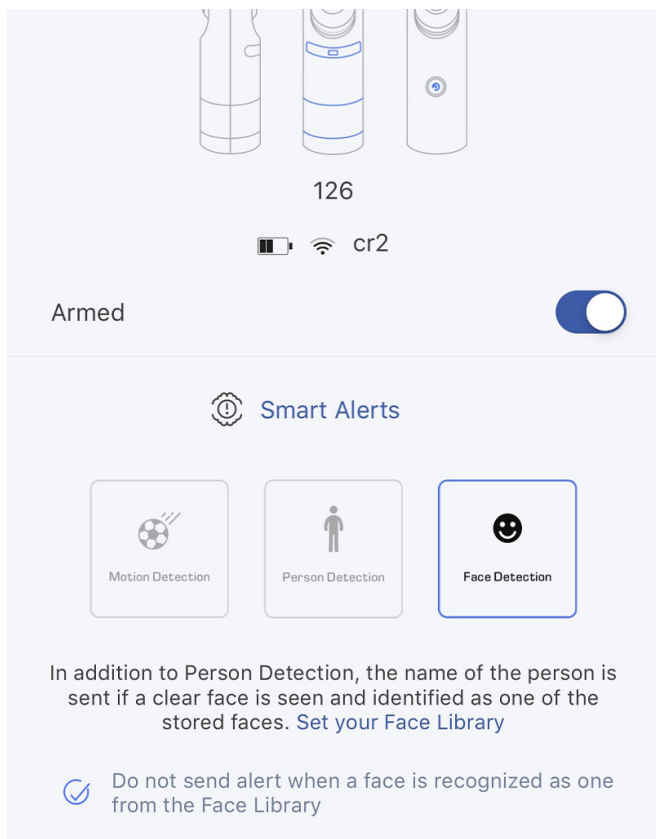 126
cr2
Armed
Smart Alerts
Motion Detection
Person Detection
Face Detection
In addition to Person Detection, the name of the person is
sent if a clear face is seen and identified as one of the
stored faces. Set your Face Library
Do not send alert when a face is recognized as one
from the Face Library